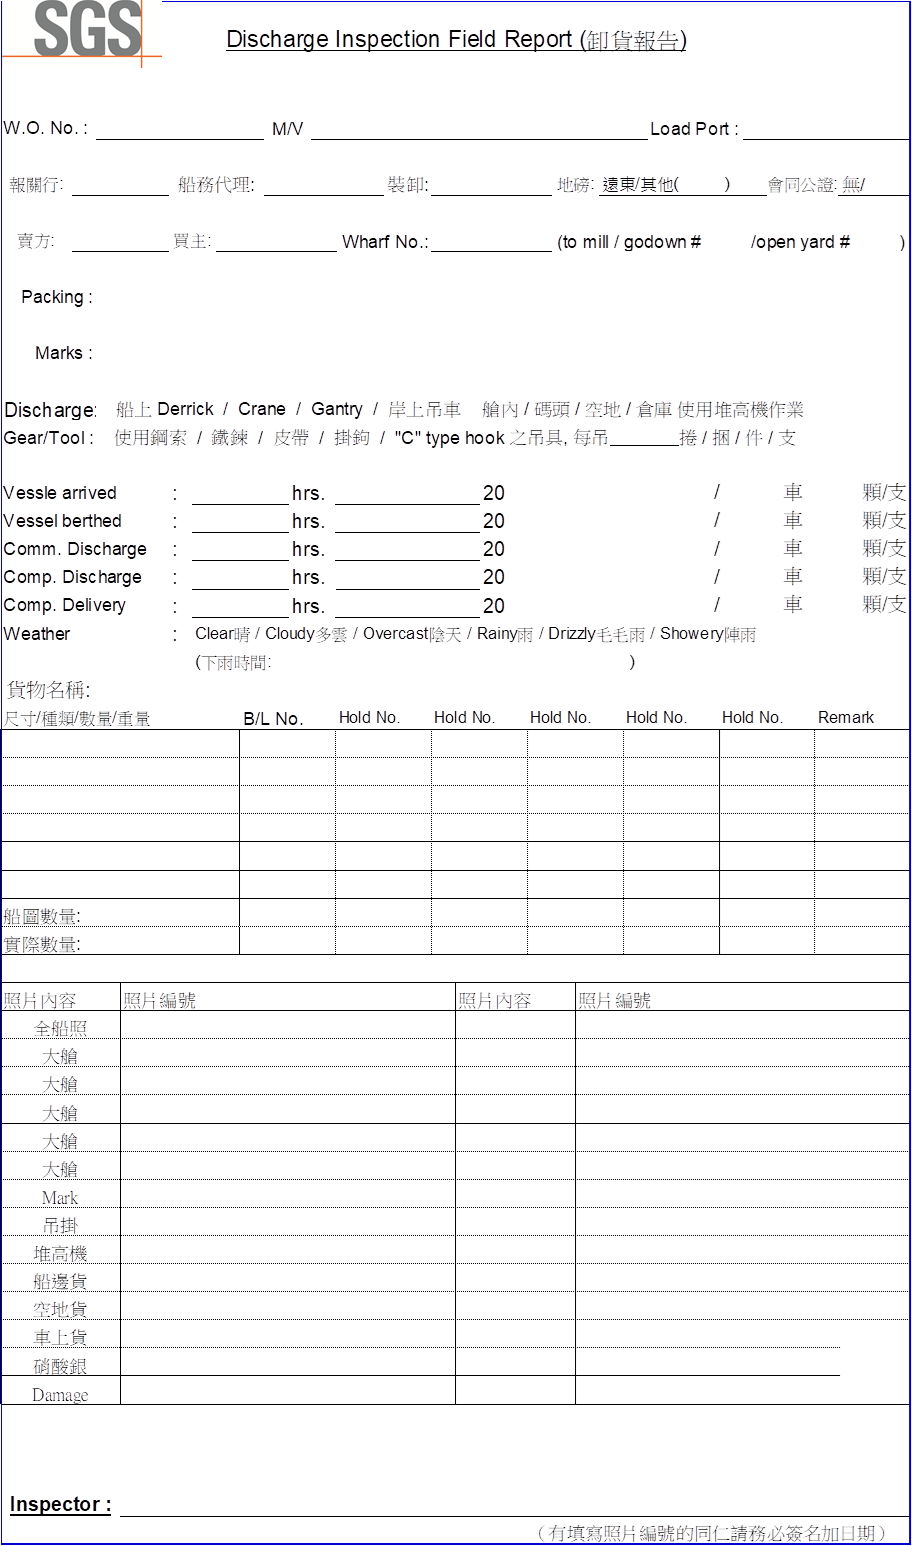 SGS
Discharge Inspection Field Report (卸貨報告)
W.O. No. : M/V Load Port :
報關行: 船務代理: 裝卸: 地磅: 遠東/其他( ) 會同公證: 無/
賣方: 買主: Wharf No.: (to mill / godown # /open yard # )
Packing :
Marks :
Discharge: 船上 Derrick / Crane / Gantry / 岸上吊車 艙內 / 碼頭 / 空地 / 倉庫 使用堆高機作業
Gear/Tool : 使用鋼索 / 鐵鍊 / 皮帶 / 掛鉤 / "C" type hook 之吊具, 每吊 捲 / 捆 / 件 / 支
Vessle arrived : hrs. 20 / 車 顆/支
Vessel berthed : hrs. 20 / 車 顆/支
Comm. Discharge : hrs. 20 / 車 顆/支
Comp. Discharge : hrs. 20 / 車 顆/支
Comp. Delivery : hrs. 20 / 車 顆/支
Weather : Clear晴 / Cloudy多雲 / Overcast陰天 / Rainy雨 / Drizzly毛毛雨 / Showery陣雨
(下雨時間: )
貨物名稱:
尺寸/種類/數量/重量 B/L No. Hold No. Hold No. Hold No. Hold No. Hold No. Remark
船圖數量:
實際數量:
照片內容 照片編號 照片內容 照片編號
全船照
大艙
大艙
大艙
大艙
大艙
Mark
吊掛
堆高機
船邊貨
空地貨
車上貨
硝酸銀
Damage
Inspector :
（有填寫照片編號的同仁請務必簽名加日期）